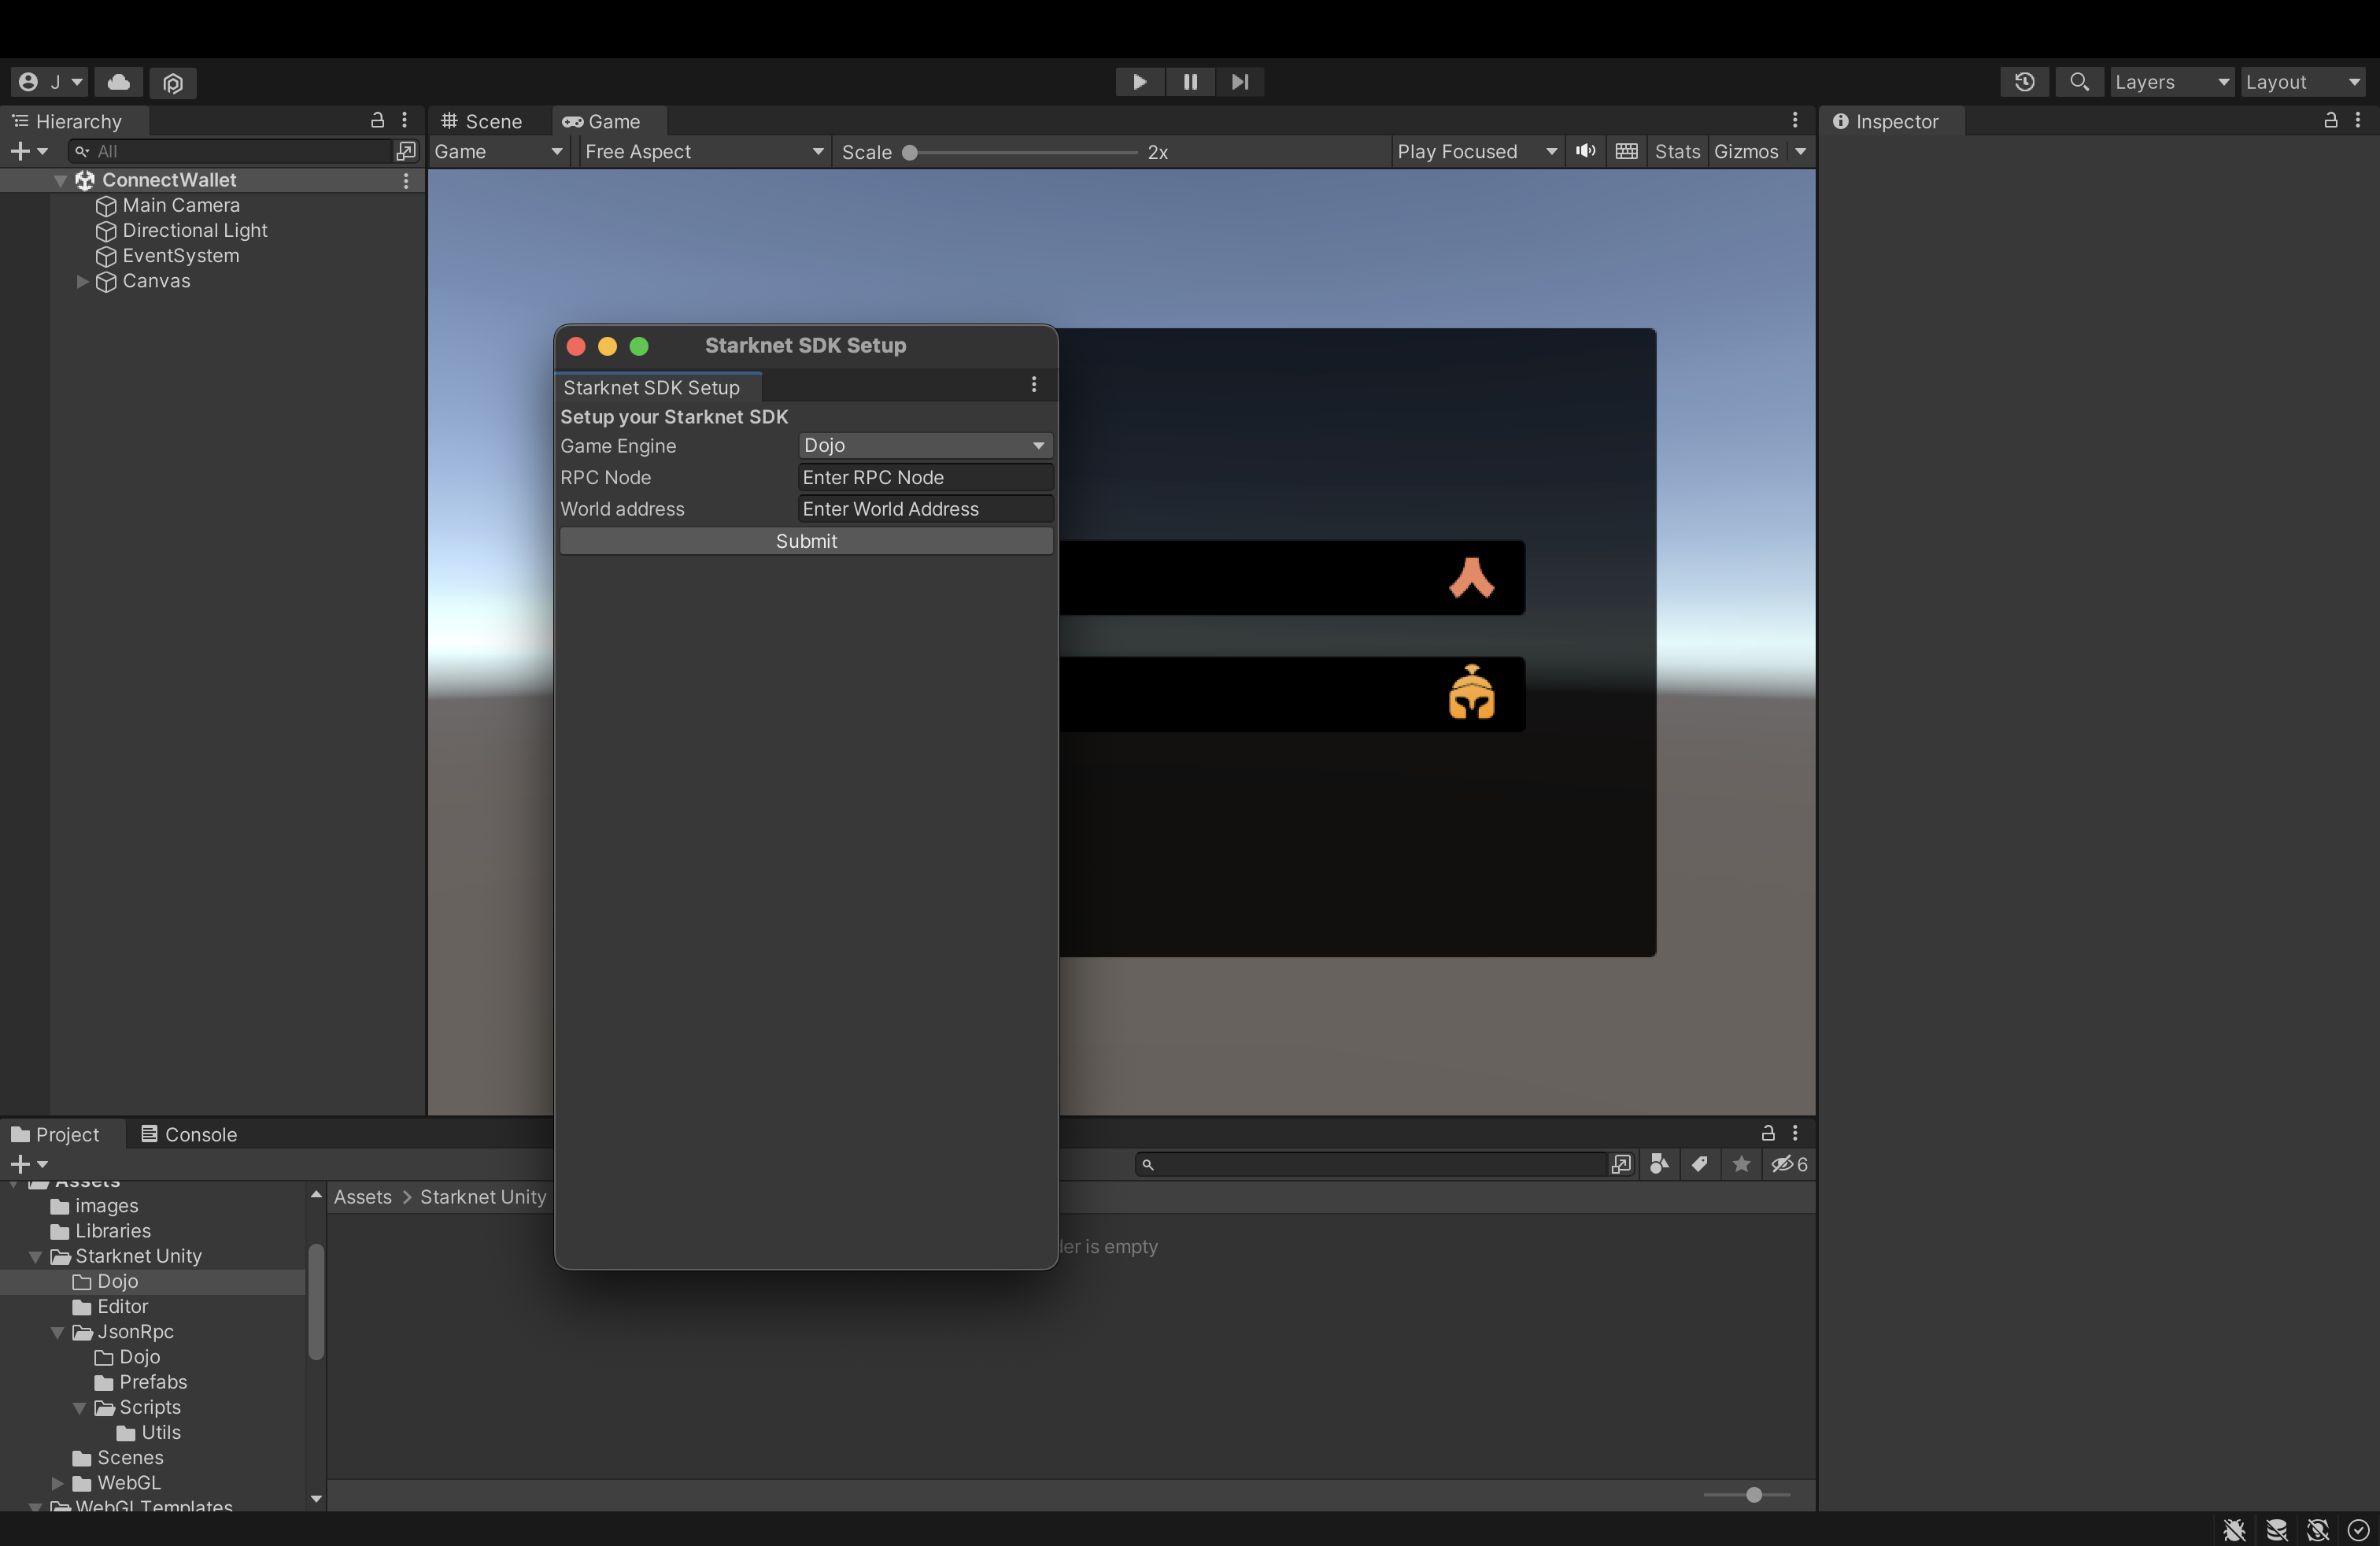 J
Layers
Layout
Hierarchy
All
ConnectWallet
Main Camera
Directional Light
EventSystem
Canvas
Scene
Game
Game
Free Aspect
Scale
2x
Play Focused
Stats
Gizmos
Inspector
Starknet SDK Setup
Starknet SDK Setup
Setup your Starknet SDK
Game Engine
Dojo
RPC Node
Enter RPC Node
World address
Enter World Address
Submit
Project
Console
6
Assets
images
Libraries
Starknet Unity
Dojo
Editor
JsonRpc
Dojo
Prefabs
Scripts
Utils
Scenes
WebGL
WebGLTemplates
Assets > Starknet Unity
is empty